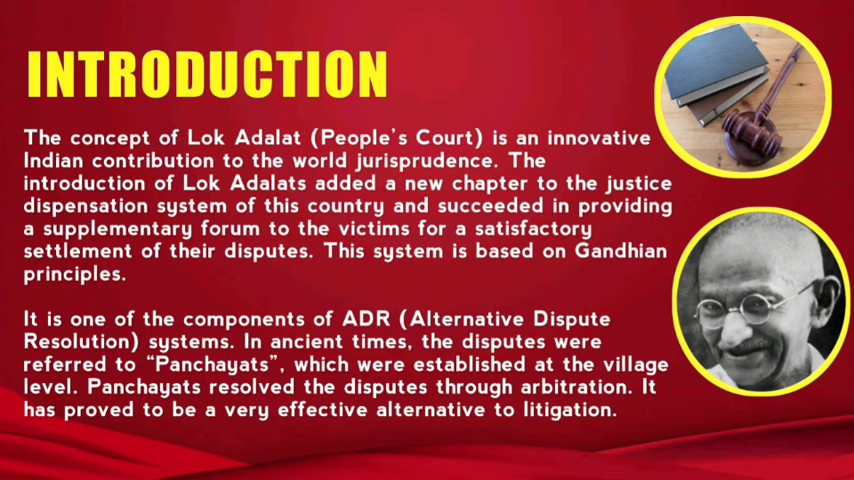 INTRODUCTION
The concept of Lok Adalat (People's Court) is an innovative
Indian contribution to the world jurisprudence. The
introduction of Lok Adalats added a new chapter to the justice
dispensation system of this country and succeeded in providing
a supplementary forum to the victims for a satisfactory
settlement of their disputes. This system is based on Gandhian
principles.
It is one of the components of ADR (Alternative Dispute
Resolution) systems. In ancient times, the disputes were
referred to “Panchayats”, which were established at the village
level. Panchayats resolved the disputes through arbitration. It
has proved to be a very effective alternative to litigation.